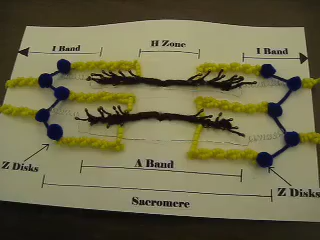 I Band
H Zone
I Band
Z Disks
A Band
Z Disks
Sacromere